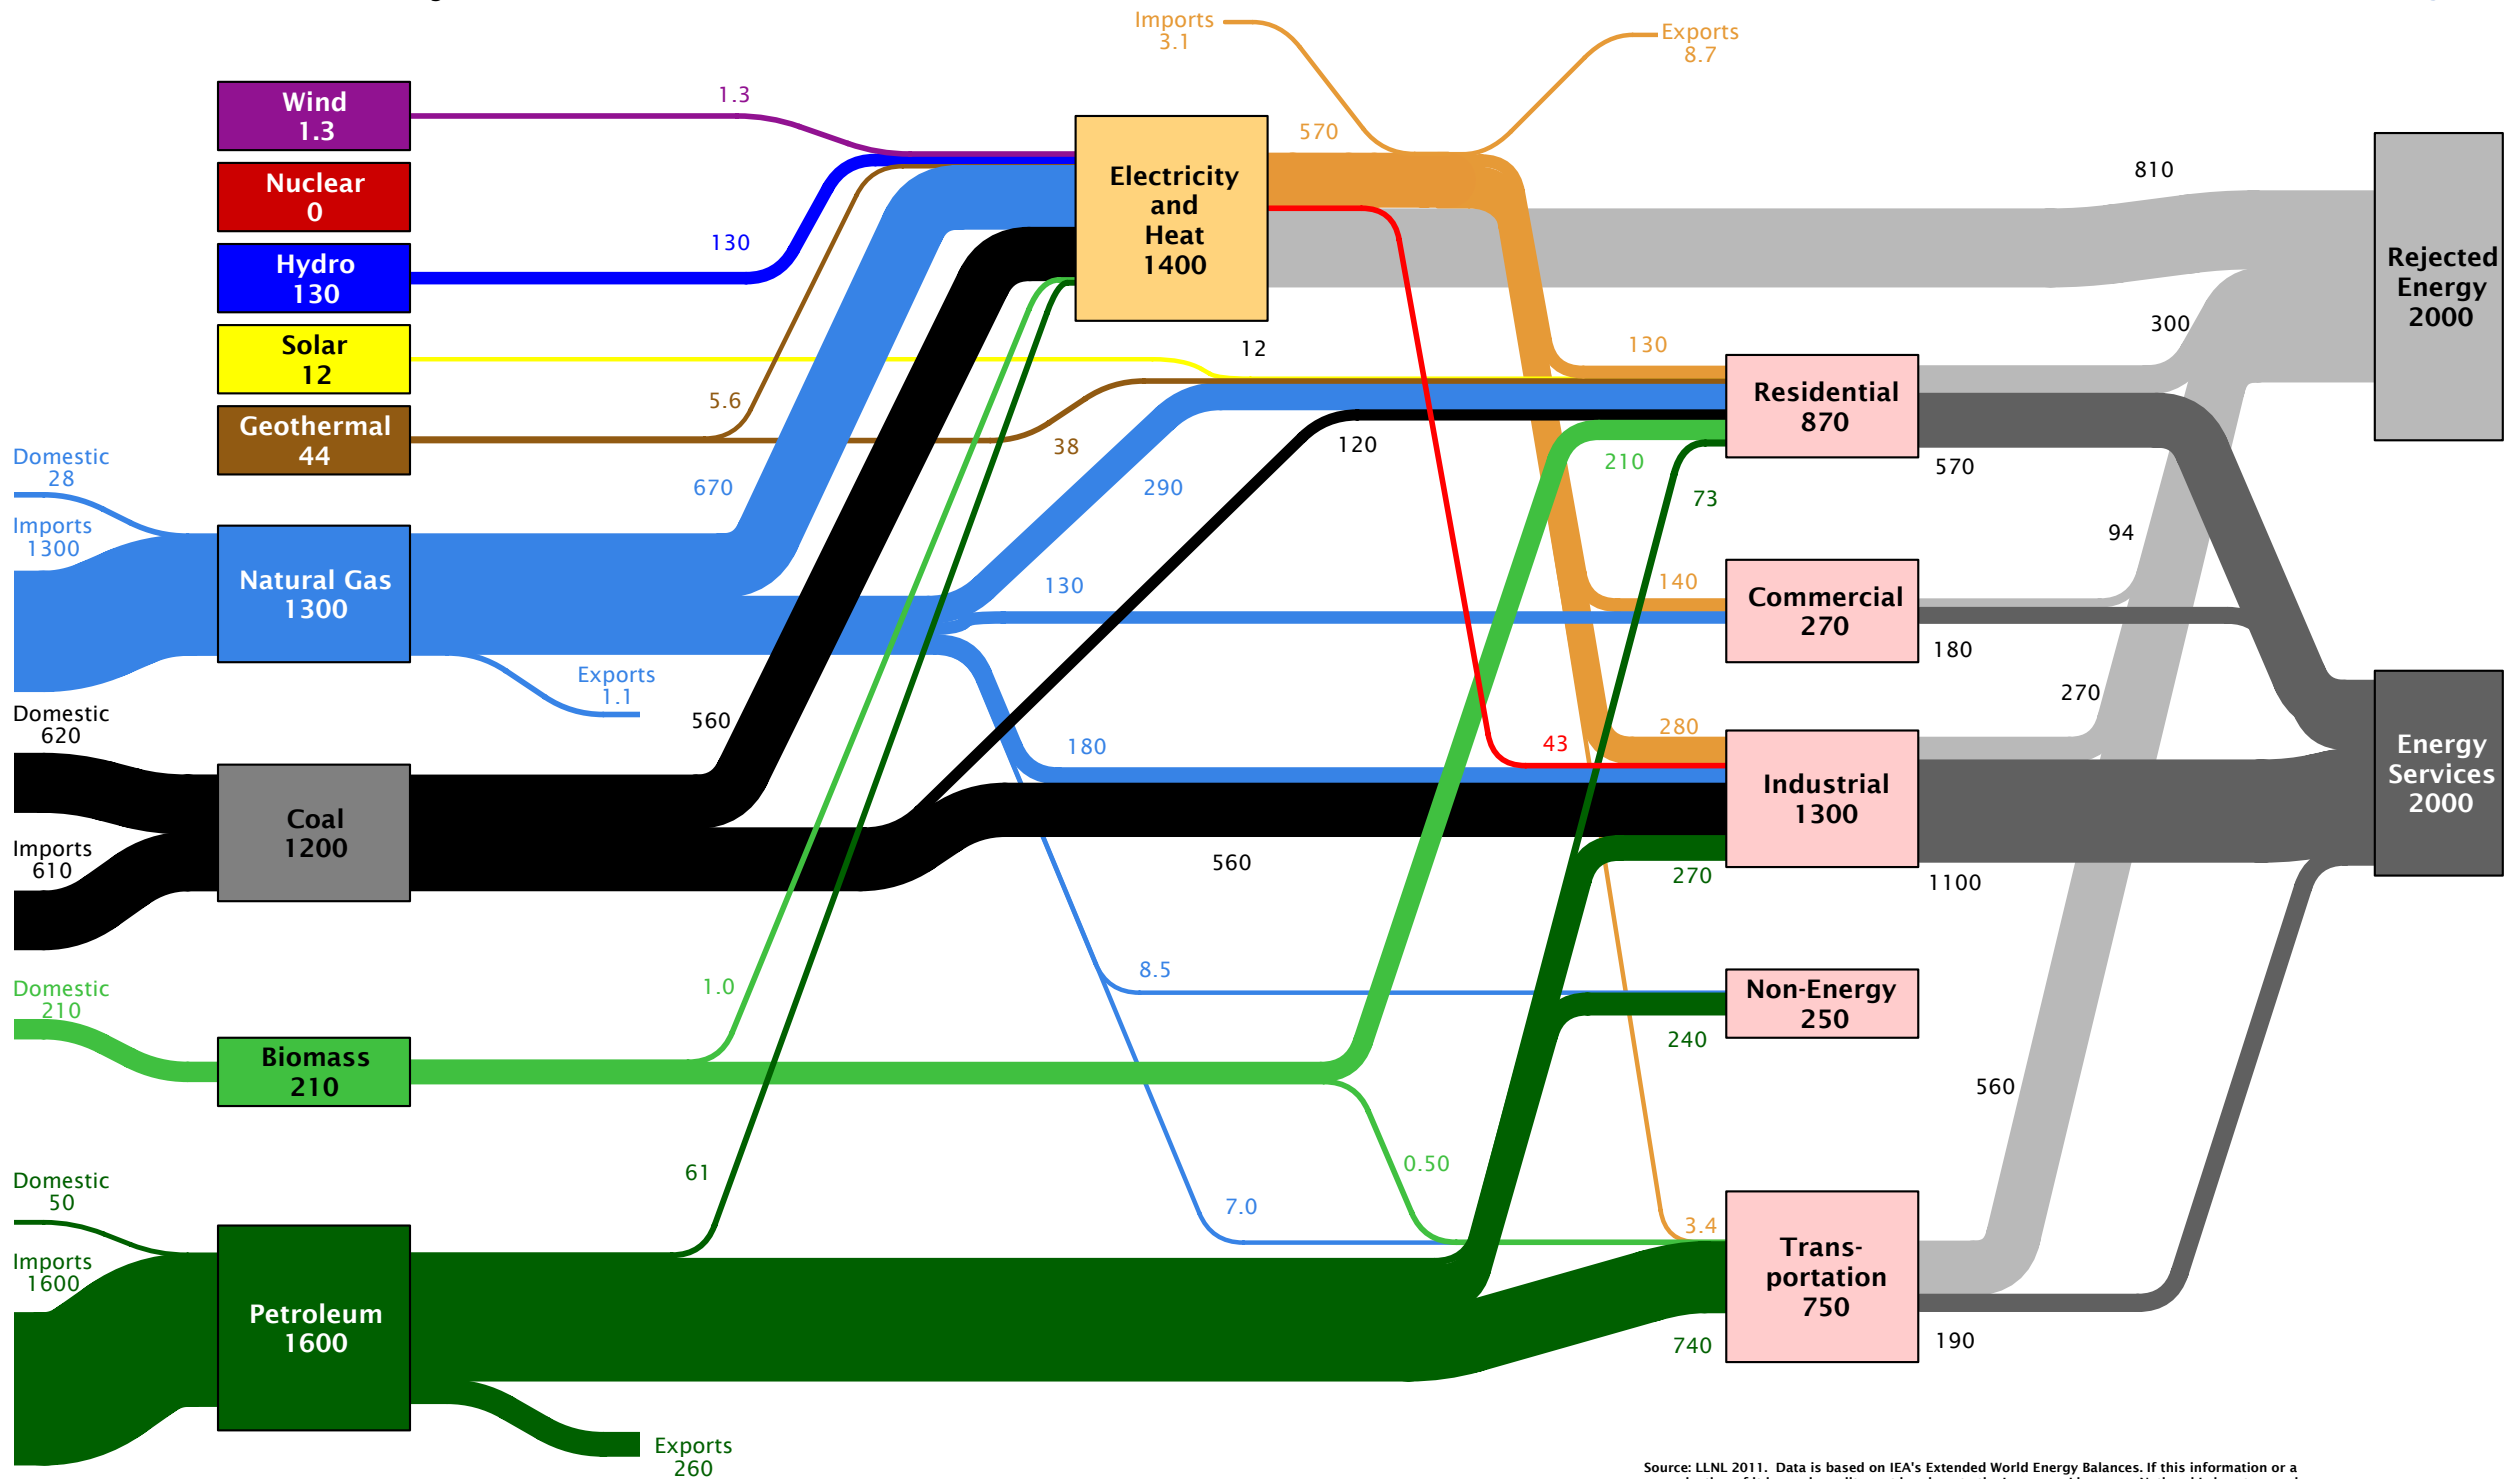 Imports
3.1
Exports
8.7
Wind
1.3
1.3
Nuclear
0
Hydro
130
130
Solar
12
12
Geothermal
44
5.6
38
Domestic
28
Imports
1300
Natural Gas
1300
670
290
130
180
8.5
7.0
Exports
1.1
Domestic
620
Imports
610
Coal
1200
560
120
560
Domestic
210
Biomass
210
1.0
210
0.50
Domestic
50
Imports
1600
Petroleum
1600
61
73
270
240
740
Exports
260
Electricity
and
Heat
1400
570
130
140
280
43
3.4
Residential
870
Commercial
270
Industrial
1300
Non-Energy
250
Trans-
portation
750
810
300
570
94
180
270
1100
560
190
Rejected
Energy
2000
Energy
Services
2000
Source: LLNL 2011. Data is based on IEA's Extended World Energy Balances. If this information or a